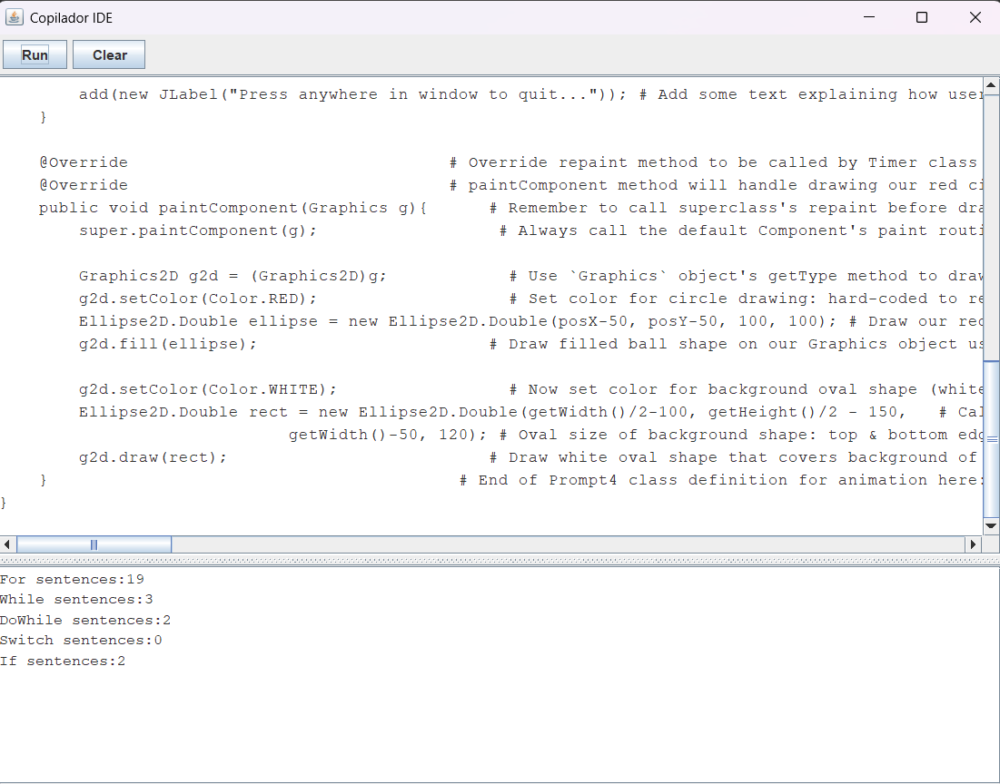 Copilador IDE
Run Clear
add(new JLabel("Press anywhere in window to quit...")); # Add some text explaining how user
}
@Override # Override repaint method to be called by Timer class
@Override # paintComponent method will handle drawing our red
public void paintComponent(Graphics g){ # Remember to call superclass's repaint before
super.paintComponent(g); # Always call the default Component's paint
Graphics2D g2d = (Graphics2D)g; # Use `Graphics` object's getType method to draw
g2d.setColor(Color.RED); # Set color for circle drawing: hard-coded to
Ellipse2D.Double ellipse = new Ellipse2D.Double(posX-50, posY-50, 100, 100); # Draw our red
g2d.fill(ellipse); # Draw filled ball shape on our Graphics object
g2d.setColor(Color.WHITE); # Now set color for background oval shape (white
Ellipse2D.Double rect = new Ellipse2D.Double(getWidth()/2-100, getHeight()/2 - 150, #
getWidth()-50, 120); # Oval size of background shape: top & bottom
g2d.draw(rect); # Draw white oval shape that covers background of
} # End of Prompt4 class definition for animation here:
}
For sentences:19
While sentences:3
DoWhile sentences:2
Switch sentences:0
If sentences:2